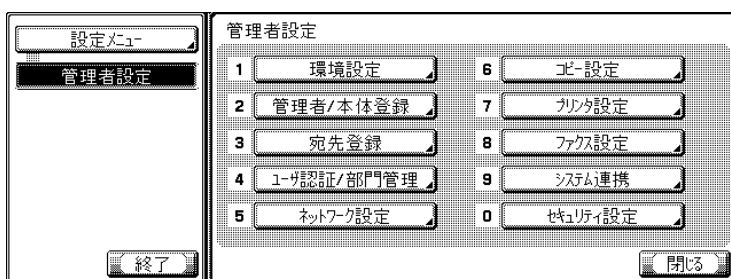 設定ﾒﾆｭｰ
管理者設定
終了
管理者設定
1 環境設定
2 管理者/本体登録
3 宛先登録
4 ﾕｰｻﾞ認証/部門管理
5 ﾈｯﾄﾜｰｸ設定
6 ｺﾋﾟｰ設定
7 ﾌﾟﾘﾝﾀ設定
8 ﾌｧｸｽ設定
9 ｼｽﾃﾑ連携
0 ｾｷｭﾘﾃｨ設定
閉じる